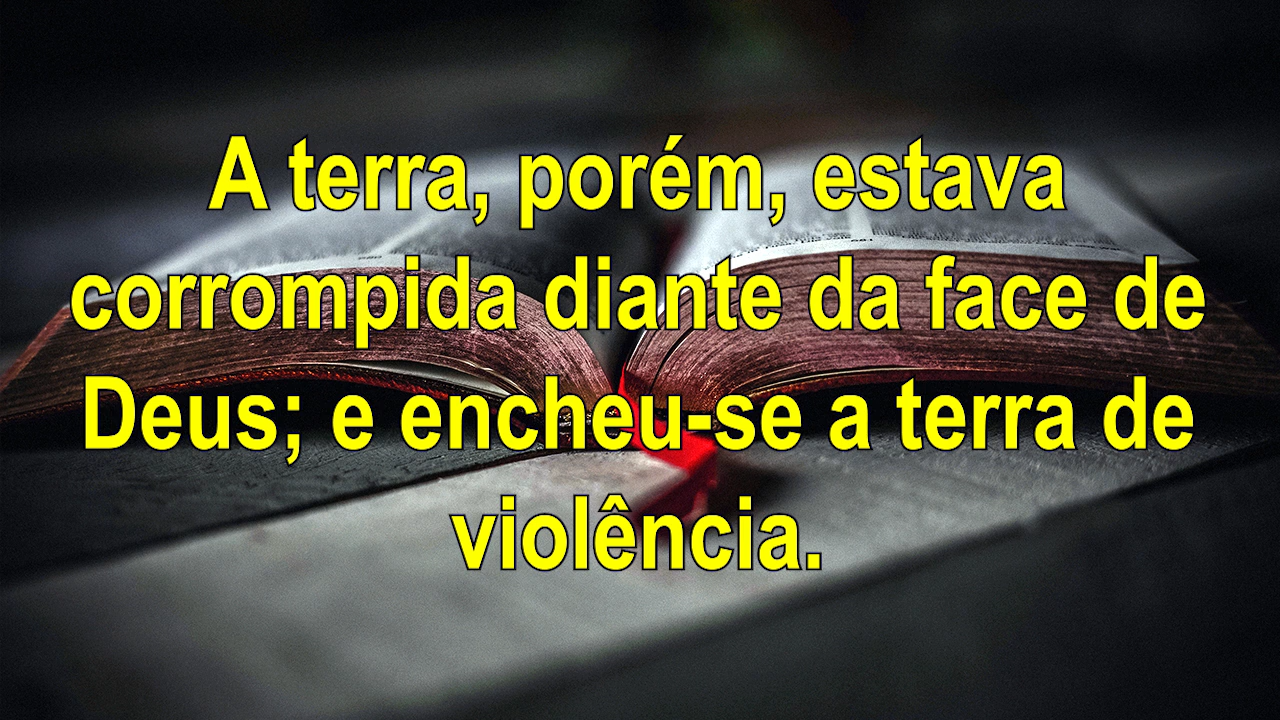 A terra, porém, estava
corrompida diante da face de
Deus; e encheu-se a terra de
violência.